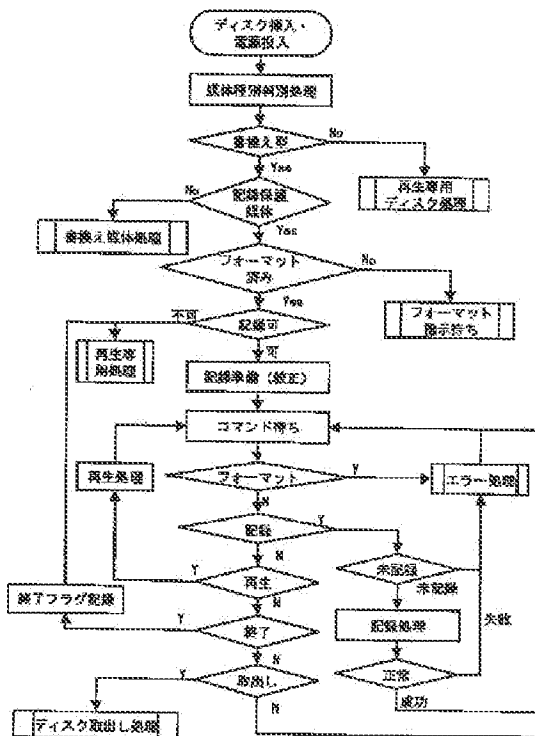 ディスク挿入・
電源投入
媒体種別判別処理
書換え形
No
Yes
再生専用
ディスク処理
No
記録保護
媒体
Yes
書換え媒体処理
フォーマット
済み
No
Yes
フォーマット
指示待ち
不可
記録可
可
再生専
用処理
記録準備(校正)
コマンド待ち
再生処理
フォーマット
Y
エラー処理
N
記録
Y
N
未記録
未記録
Y
再生
N
終了フラグ記録
記録処理
失敗
Y
終了
N
正常
成功
Y
取出し
N
ディスク取出し処理